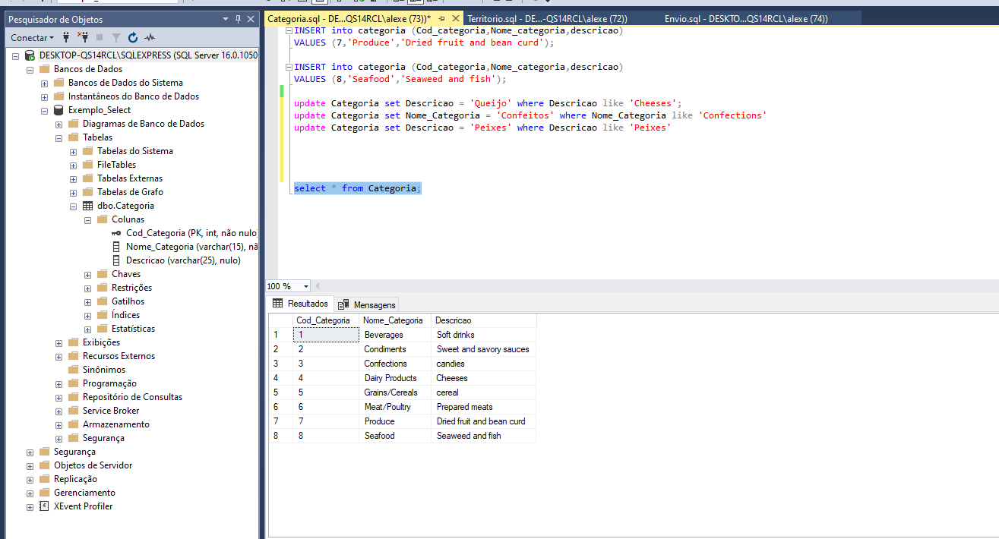 Pesquisador de Objetos
Conectar
DESKTOP-QS14RCL\SQLEXPRESS (SQL Server 16.0.1050
Bancos de Dados
Bancos de Dados do Sistema
Instantâneos do Banco de Dados
Exemplo_Select
Diagramas de Banco de Dados
Tabelas
Tabelas do Sistema
FileTables
Tabelas Externas
Tabelas de Grafo
dbo.Categoria
Colunas
Cod_Categoria (PK, int, não nulo)
Nome_Categoria (varchar(15), nã
Descricao (varchar(25), nulo)
Chaves
Restrições
Gatilhos
Índices
Estatísticas
Exibições
Recursos Externos
Sinônimos
Programação
Repositório de Consultas
Service Broker
Armazenamento
Segurança
Segurança
Objetos de Servidor
Replicação
Gerenciamento
XEvent Profiler
Categoria.sql - DE...QS14RCL\alexe (73))* Territorio.sql - DE...-QS14RCL\alexe (72)) Envio.sql - DESKTO...QS14RCL\alexe (74))
INSERT into categoria (Cod_categoria,Nome_categoria,descricao)
VALUES (7,'Produce','Dried fruit and bean curd');
INSERT into categoria (Cod_categoria,Nome_categoria,descricao)
VALUES (8,'Seafood','Seaweed and fish');
update Categoria set Descricao = 'Queijo' where Descricao like 'Cheeses';
update Categoria set Nome_Categoria = 'Confeitos' where Nome_Categoria like 'Confections'
update Categoria set Descricao = 'Peixes' where Descricao like 'Peixes'
select * from Categoria;
100 %
Resultados Mensagens
Cod_Categoria Nome_Categoria Descricao
1 1 Beverages Soft drinks
2 2 Condiments Sweet and savory sauces
3 3 Confections candies
4 4 Dairy Products Cheeses
5 5 Grains/Cereals cereal
6 6 Meat/Poultry Prepared meats
7 7 Produce Dried fruit and bean curd
8 8 Seafood Seaweed and fish